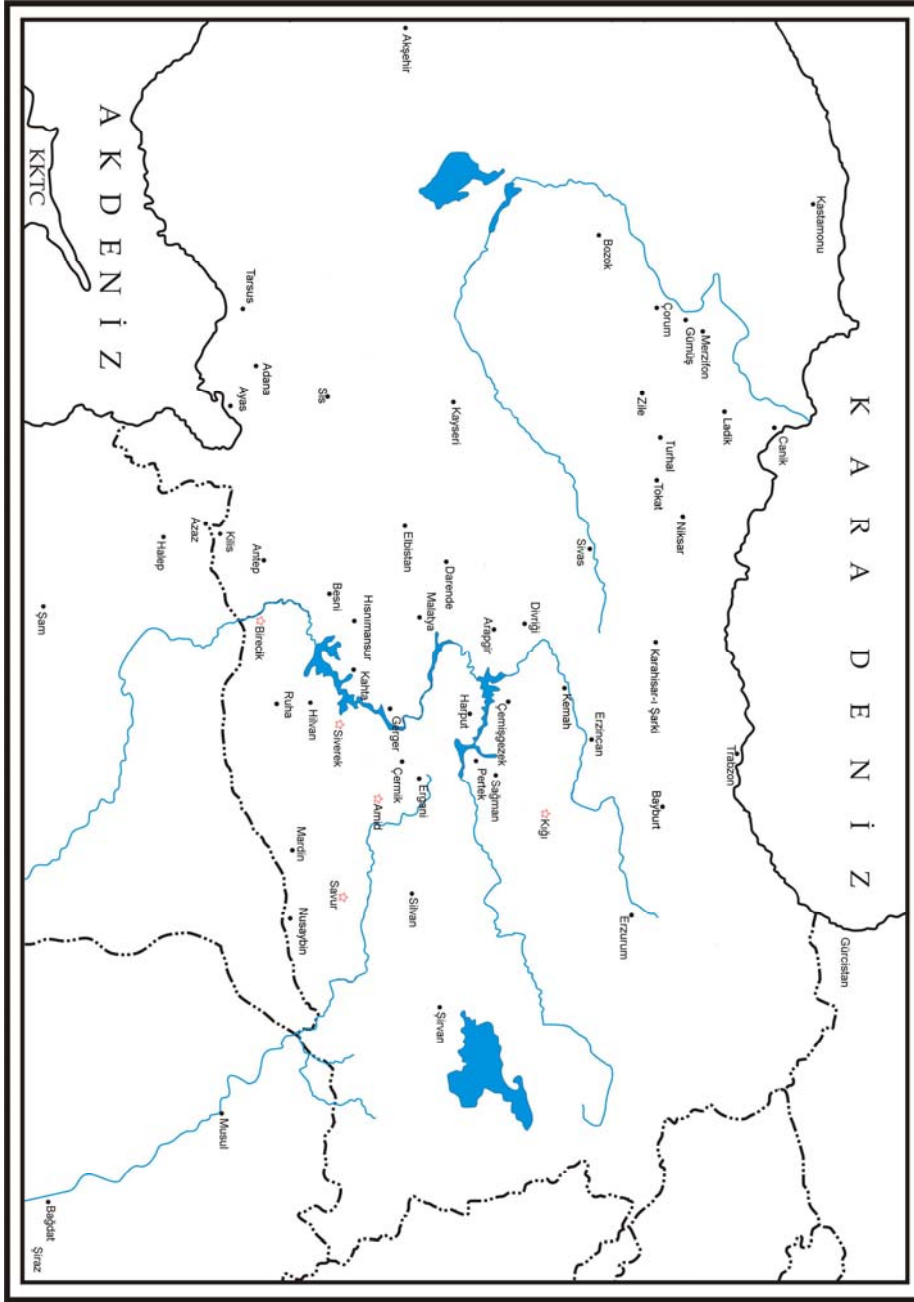 KARA DENİZ
Gürcistan
Kastamonu
Canik
Trabzon
Ladik
Merzifon
Gümüş
Çorum
Zile
Turhal
Tokat
Niksar
Karahisar-ı Şarki
Bayburt
Erzurum
Bozok
Sivas
Erzincan
Kemah
Kığı
Divriği
Arapgir
Çemişgezek
Sağman
Pertek
Harput
Akşehir
Kayseri
Darende
Elbistan
Malatya
Gerger
Çermik
Ergani
Silvan
Şirvan
Amid
Sis
Besni
Hısnımansur
Kahta
Siverek
Hilvan
Savur
Tarsus
Adana
Ayas
Antep
Birecik
Ruha
Mardin
Nusaybin
Kilis
Azaz
Halep
Musul
AKDENİZ
KKTC
Şam
Bağdat
Şiraz